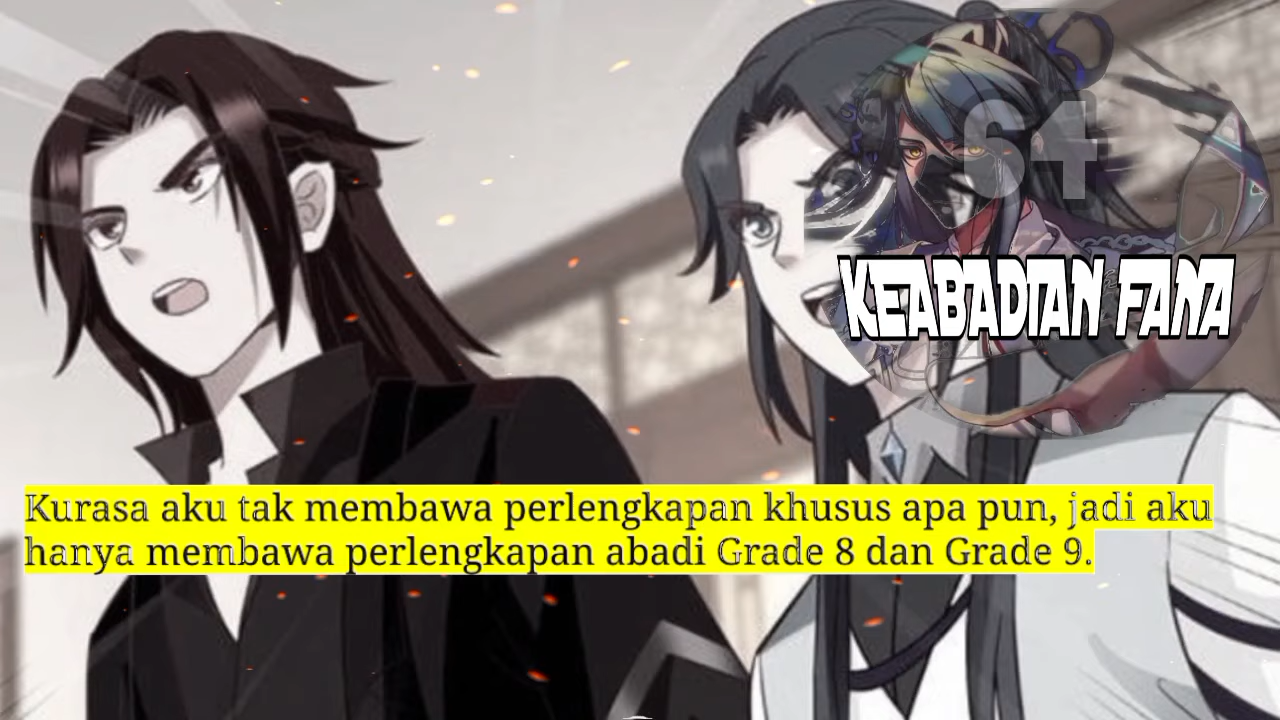 64
KEABADIAN FANA
Kurasa aku tak membawa perlengkapan khusus apa pun, jadi aku
hanya membawa perlengkapan abadi Grade 8 dan Grade 9.